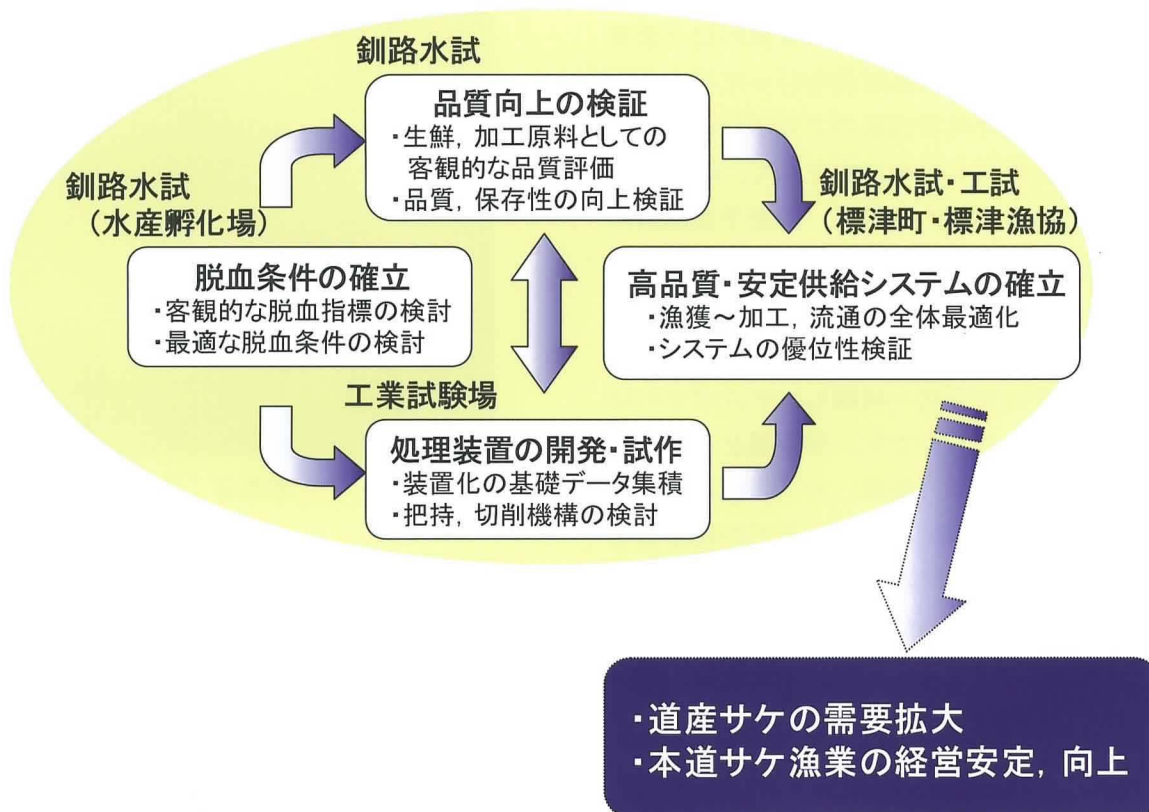 釧路水試
品質向上の検証
・生鮮，加工原料としての
客観的な品質評価
・品質，保存性の向上検証
釧路水試
（水産孵化場）
脱血条件の確立
・客観的な脱血指標の検討
・最適な脱血条件の検討
釧路水試・工試
（標津町・標津漁協）
高品質・安定供給システムの確立
・漁獲～加工，流通の全体最適化
・システムの優位性検証
工業試験場
処理装置の開発・試作
・装置化の基礎データ集積
・把持，切削機構の検討
・道産サケの需要拡大
・本道サケ漁業の経営安定，向上